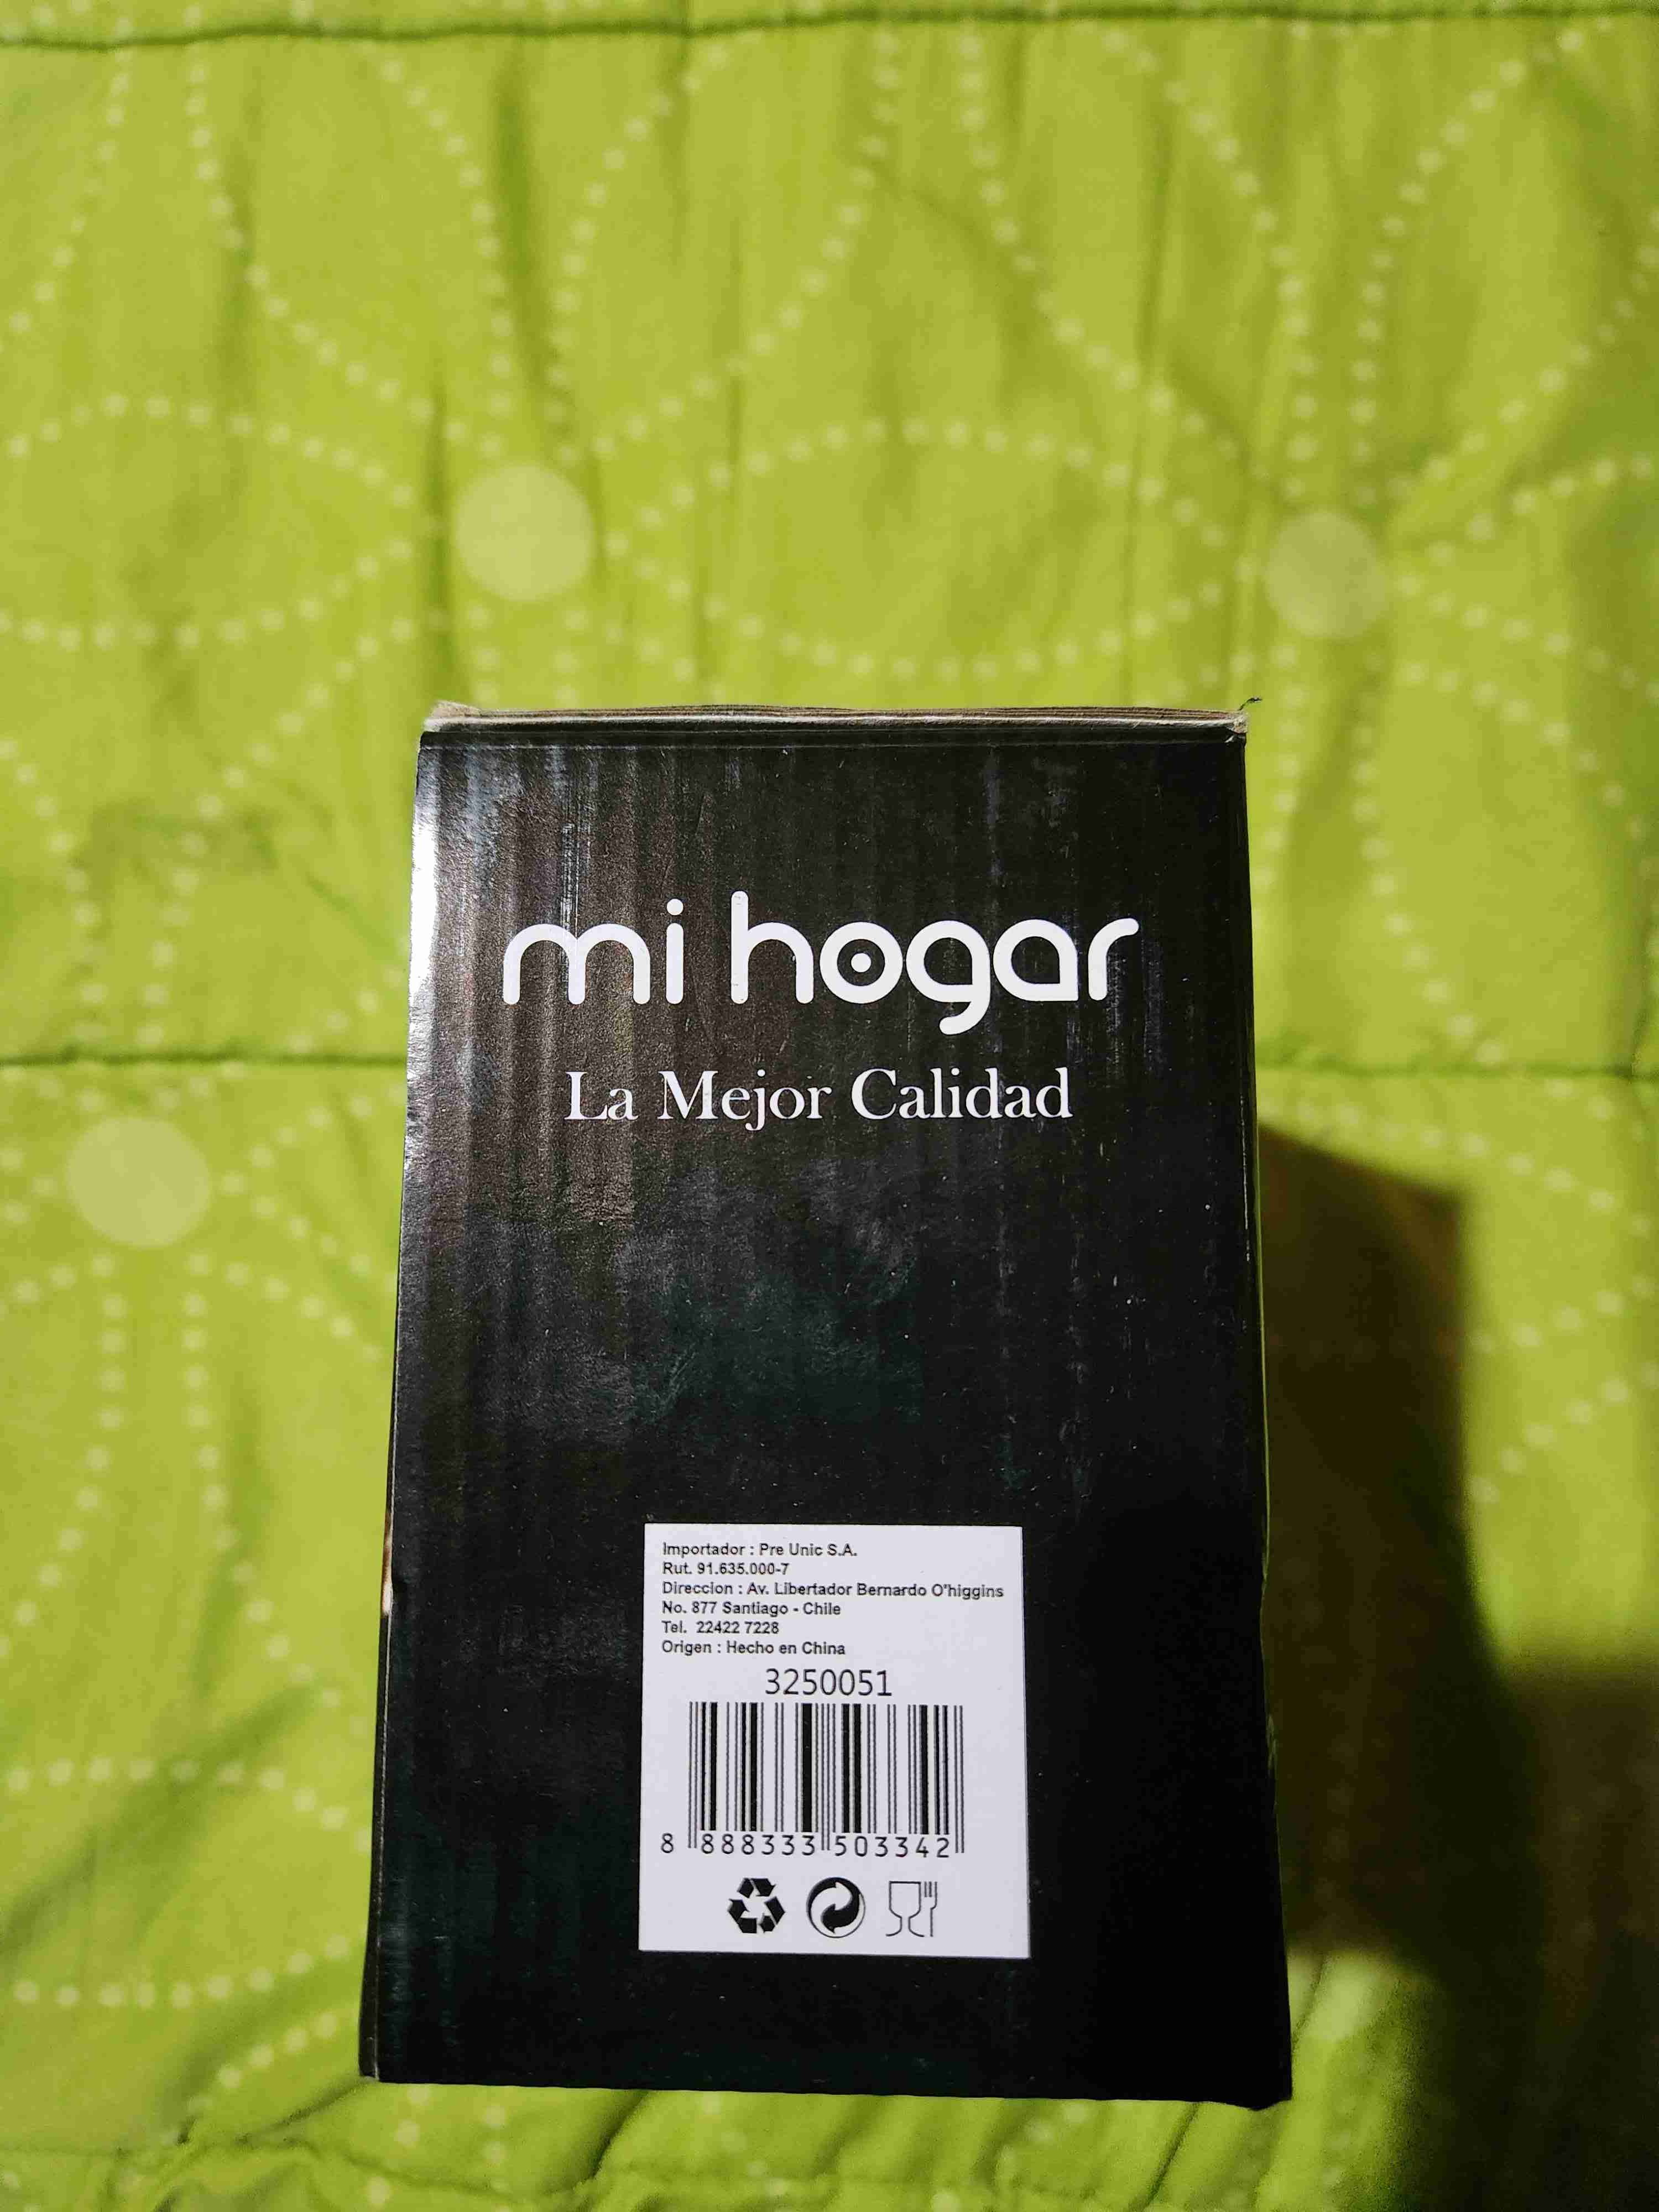 mi hogar
La Mejor Calidad
Importador : Pre Unic S.A.
Rut. 91.635.000-7
Direccion : Av. Libertador Bernardo O'higgins
No. 877 Santiago - Chile
Tel. 22422 7228
Origen : Hecho en China
3250051
8 888333 503342